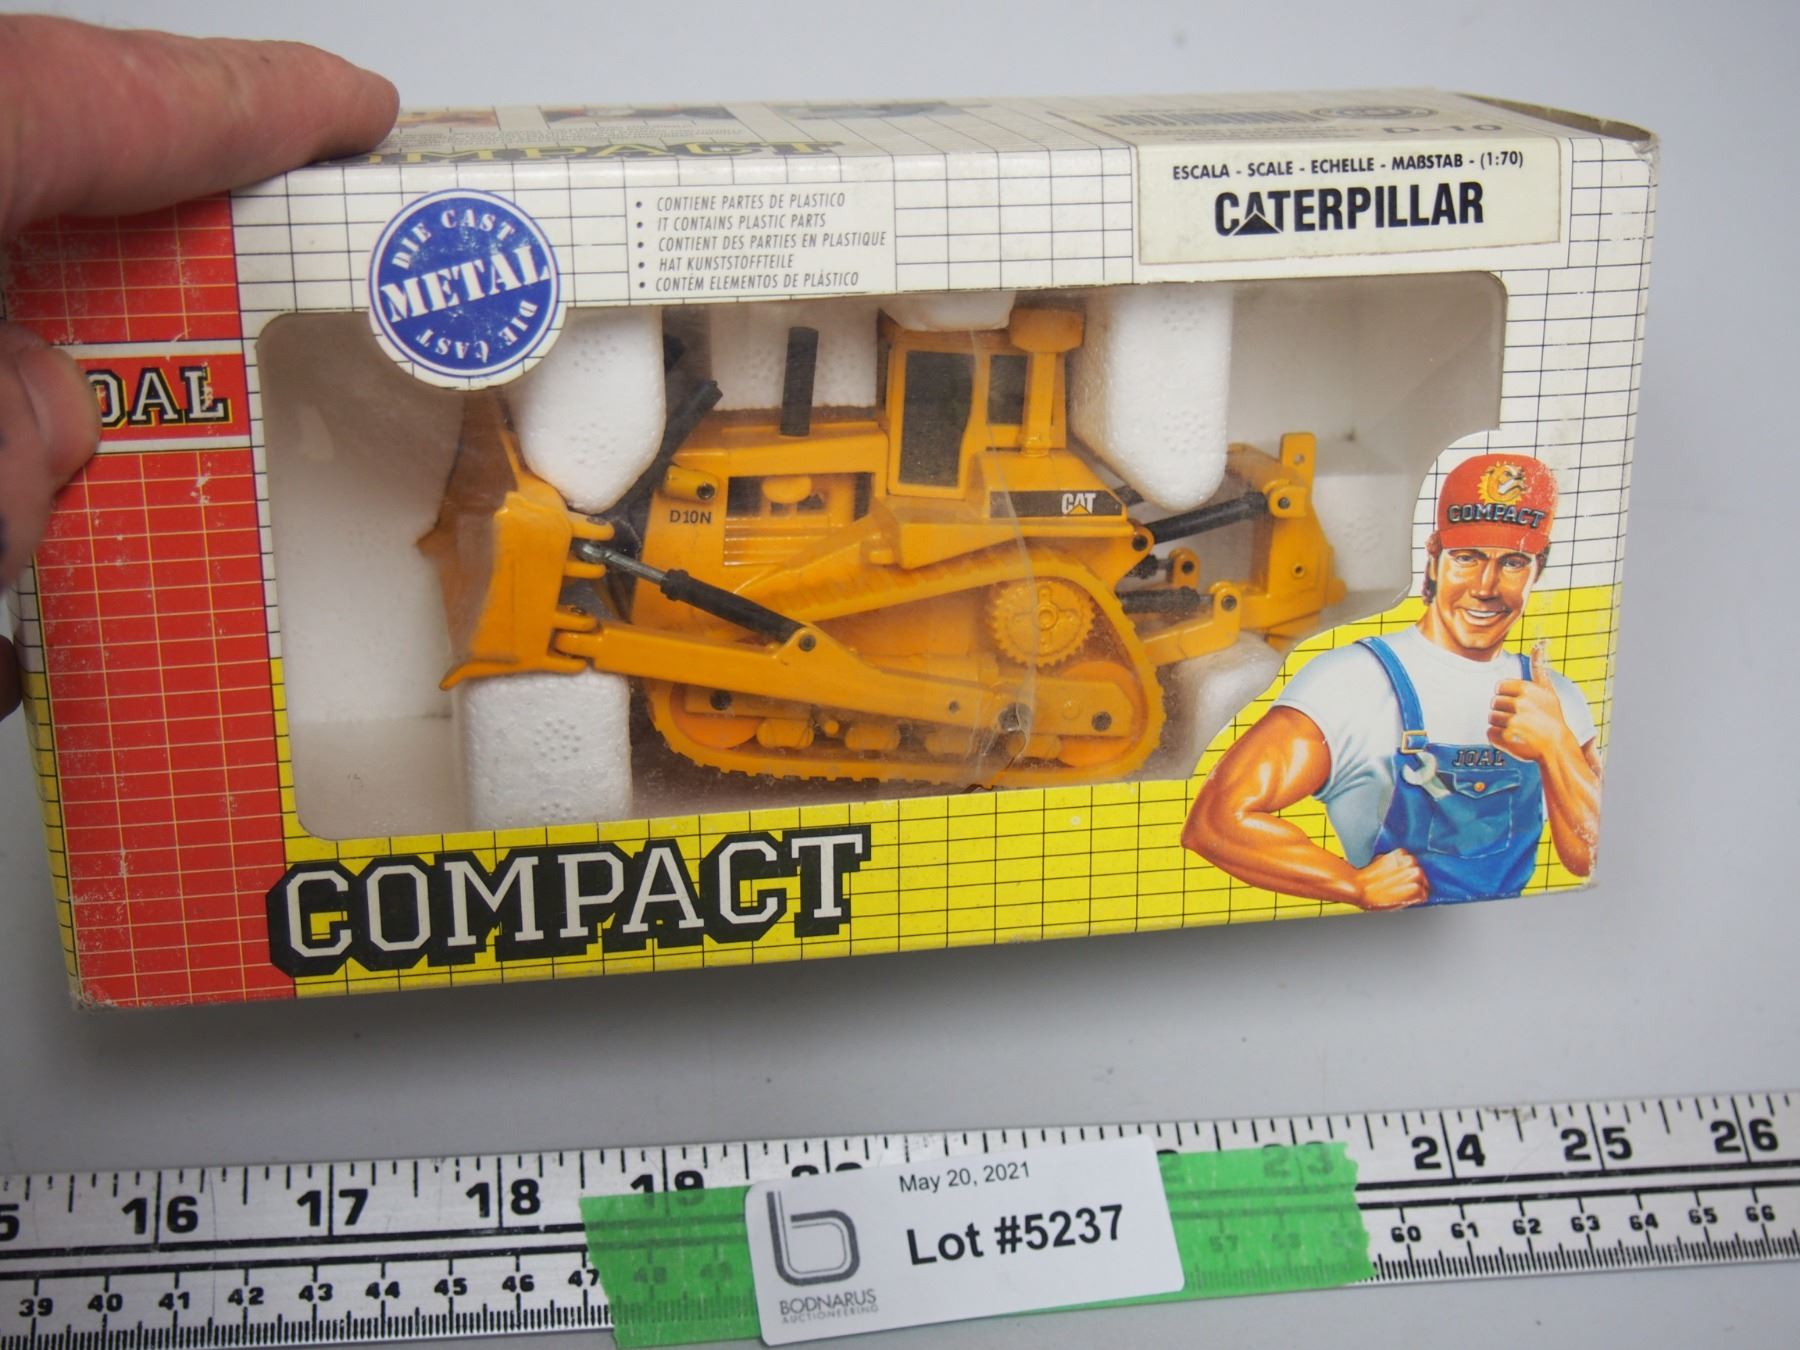 D-10
ESCALA - SCALE - ECHELLE - MAßSTAB - (1:70)
CATERPILLAR
DIE CAST
METAL
DIE CAST
• CONTIENE PARTES DE PLASTICO
• IT CONTAINS PLASTIC PARTS
• CONTIENT DES PARTIES EN PLASTIQUE
• HAT KUNSTSTOFFTEILE
• CONTÉM ELEMENTOS DE PLÁSTICO
OAL
D10N
CAT
COMPACT
JOAL
COMPACT
16 17 18 19 23 24 25 26
May 20, 2021
Lot #5237
BODNARUS
AUCTIONEERING
39 40 41 42 43 44 45 46 47 48 49 57 58 59 60 61 62 63 64 65 66